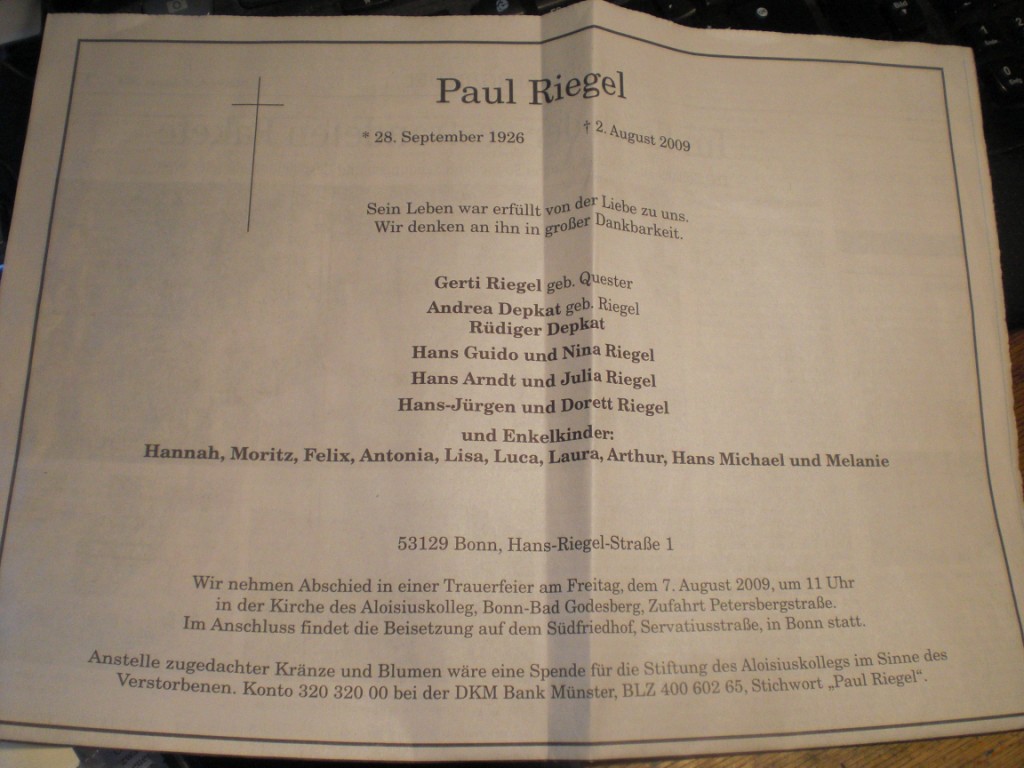 Paul Riegel
* 28. September 1926 † 2. August 2009
Sein Leben war erfüllt von der Liebe zu uns.
Wir denken an ihn in großer Dankbarkeit.
Gerti Riegel geb. Quester
Andrea Depkat geb. Riegel
Rüdiger Depkat
Hans Guido und Nina Riegel
Hans Arndt und Julia Riegel
Hans-Jürgen und Dorett Riegel
und Enkelkinder:
Hannah, Moritz, Felix, Antonia, Lisa, Luca, Laura, Arthur, Hans Michael und Melanie
53129 Bonn, Hans-Riegel-Straße 1
Wir nehmen Abschied in einer Trauerfeier am Freitag, dem 7. August 2009, um 11 Uhr
in der Kirche des Aloisiuskolleg, Bonn-Bad Godesberg, Zufahrt Petersbergstraße.
Im Anschluss findet die Beisetzung auf dem Südfriedhof, Servatiusstraße, in Bonn statt.
Anstelle zugedachter Kränze und Blumen wäre eine Spende für die Stiftung des Aloisiuskollegs im Sinne des
Verstorbenen. Konto 320 320 00 bei der DKM Bank Münster, BLZ 400 602 65, Stichwort „Paul Riegel“.